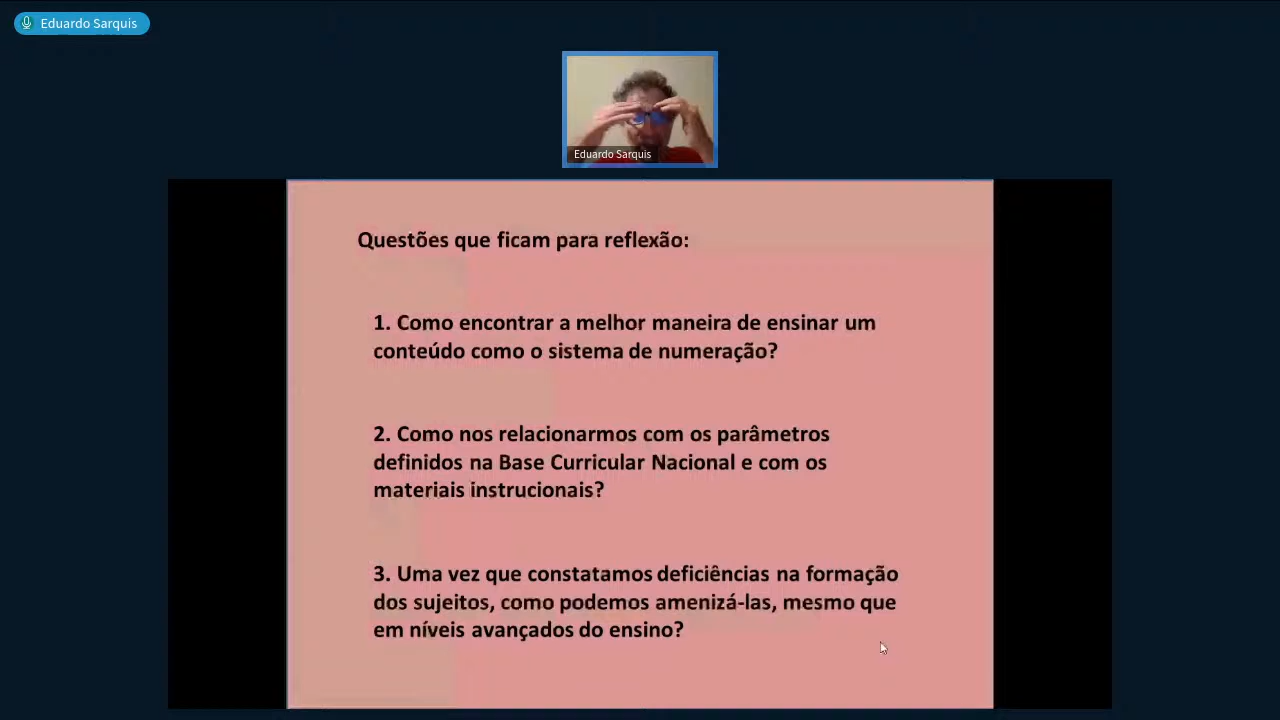 Eduardo Sarquis
Eduardo Sarquis
Questões que ficam para reflexão:
1. Como encontrar a melhor maneira de ensinar um
conteúdo como o sistema de numeração?
2. Como nos relacionarmos com os parâmetros
definidos na Base Curricular Nacional e com os
materiais instrucionais?
3. Uma vez que constatamos deficiências na formação
dos sujeitos, como podemos amenizá-las, mesmo que
em níveis avançados do ensino?